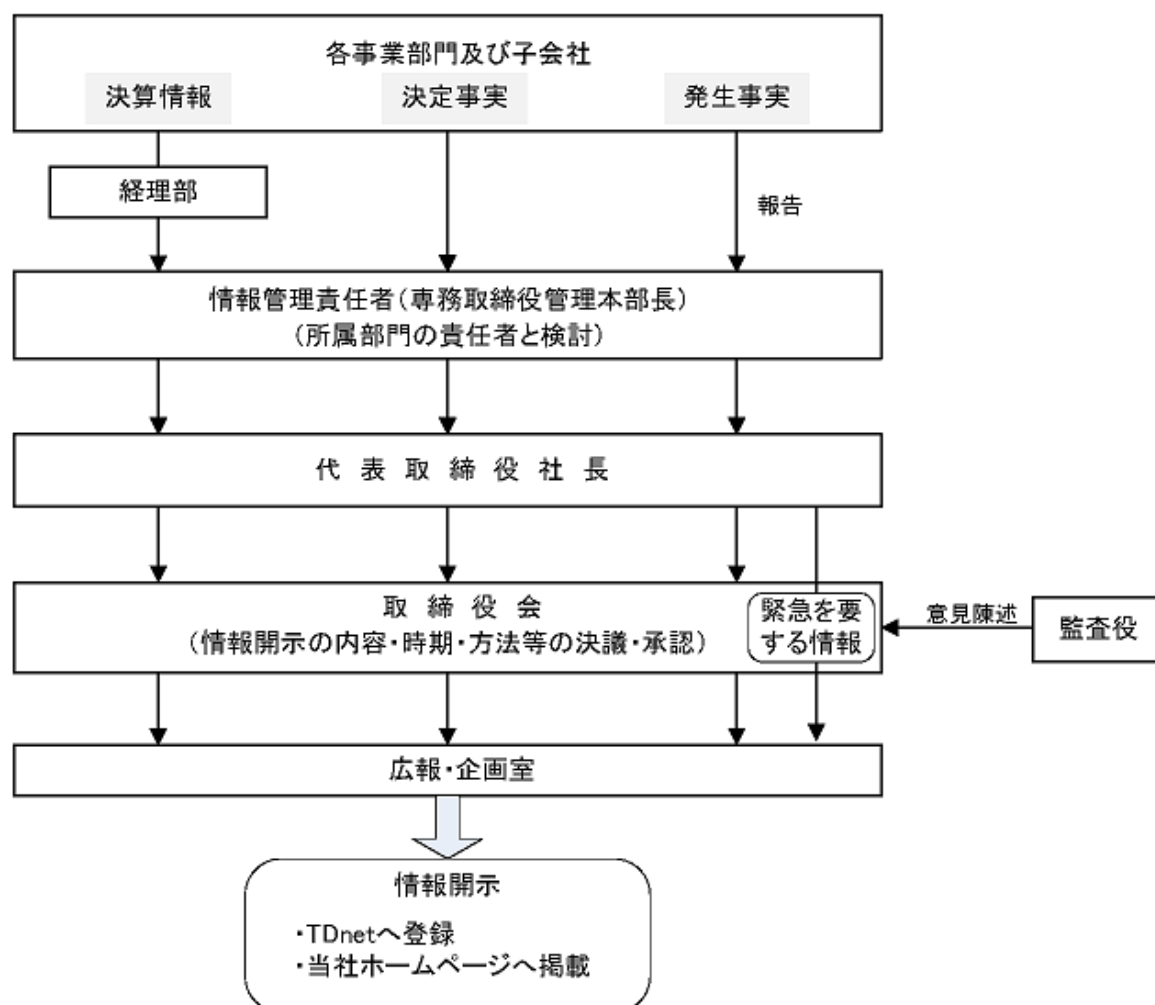 各事業部門及び子会社
決算情報
決定事実
発生事実
経理部
報告
情報管理責任者(専務取締役管理本部長)
(所属部門の責任者と検討)
代表取締役社長
取締役会
(情報開示の内容・時期・方法等の決議・承認)
緊急を要
する情報
意見陳述
監査役
広報・企画室
情報開示
・TDnetへ登録
・当社ホームページへ掲載